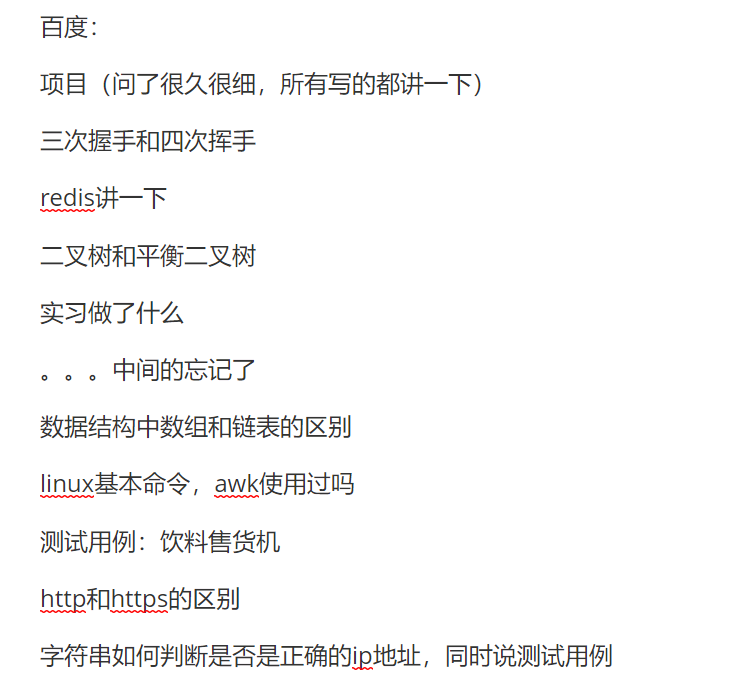 百度：
项目（问了很久很细，所有写的都讲一下）
三次握手和四次挥手
redis讲一下
二叉树和平衡二叉树
实习做了什么
。。。中间的忘记了
数据结构中数组和链表的区别
linux基本命令，awk使用过吗
测试用例：饮料售货机
http和https的区别
字符串如何判断是否是正确的ip地址，同时说测试用例